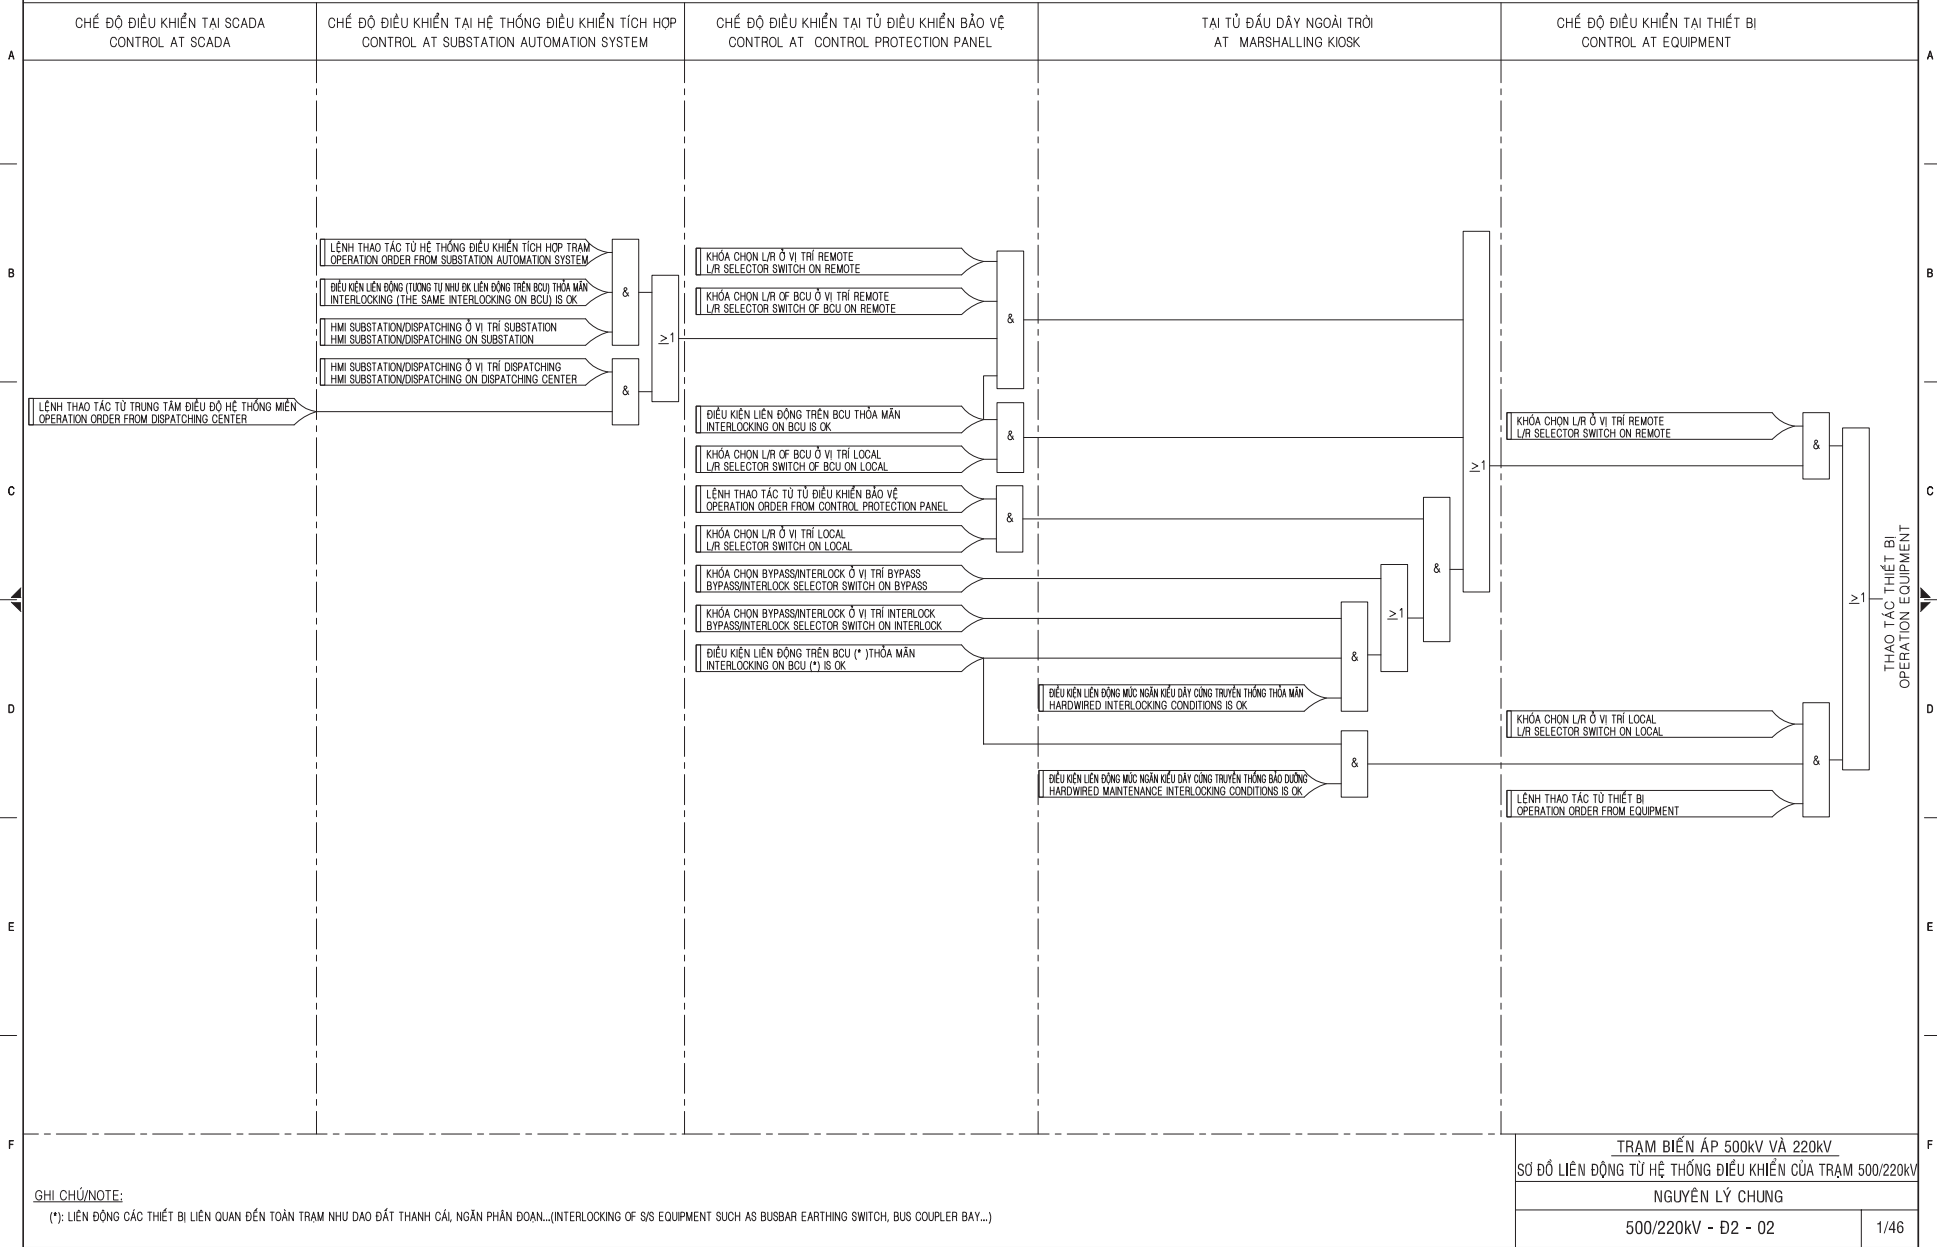 CHẾ ĐỘ ĐIỀU KHIỂN TẠI SCADA
CONTROL AT SCADA
CHẾ ĐỘ ĐIỀU KHIỂN TẠI HỆ THỐNG ĐIỀU KHIỂN TÍCH HỢP
CONTROL AT SUBSTATION AUTOMATION SYSTEM
CHẾ ĐỘ ĐIỀU KHIỂN TẠI TỦ ĐIỀU KHIỂN BẢO VỆ
CONTROL AT CONTROL PROTECTION PANEL
TẠI TỦ ĐẤU DÂY NGOÀI TRỜI
AT MARSHALLING KIOSK
CHẾ ĐỘ ĐIỀU KHIỂN TẠI THIẾT BỊ
CONTROL AT EQUIPMENT
A
A
B
B
C
C
D
D
E
E
F
F
LỆNH THAO TÁC TỪ TRUNG TÂM ĐIỀU ĐỘ HỆ THỐNG MIỀN
OPERATION ORDER FROM DISPATCHING CENTER
LỆNH THAO TÁC TỪ HỆ THỐNG ĐIỀU KHIỂN TÍCH HỢP TRẠM
OPERATION ORDER FROM SUBSTATION AUTOMATION SYSTEM
ĐIỀU KIỆN LIÊN ĐỘNG (TƯƠNG TỰ NHƯ ĐK LIÊN ĐỘNG TRÊN BCU) THỎA MÃN
INTERLOCKING (THE SAME INTERLOCKING ON BCU) IS OK
HMI SUBSTATION/DISPATCHING Ở VỊ TRÍ SUBSTATION
HMI SUBSTATION/DISPATCHING ON SUBSTATION
HMI SUBSTATION/DISPATCHING Ở VỊ TRÍ DISPATCHING
HMI SUBSTATION/DISPATCHING ON DISPATCHING CENTER
&
&
≥1
KHÓA CHỌN L/R Ở VỊ TRÍ REMOTE
L/R SELECTOR SWITCH ON REMOTE
KHÓA CHỌN L/R OF BCU Ở VỊ TRÍ REMOTE
L/R SELECTOR SWITCH OF BCU ON REMOTE
&
ĐIỀU KIỆN LIÊN ĐỘNG TRÊN BCU THỎA MÃN
INTERLOCKING ON BCU IS OK
KHÓA CHỌN L/R OF BCU Ở VỊ TRÍ LOCAL
L/R SELECTOR SWITCH OF BCU ON LOCAL
&
LỆNH THAO TÁC TỪ TỦ ĐIỀU KHIỂN BẢO VỆ
OPERATION ORDER FROM CONTROL PROTECTION PANEL
KHÓA CHỌN L/R Ở VỊ TRÍ LOCAL
L/R SELECTOR SWITCH ON LOCAL
&
KHÓA CHỌN BYPASS/INTERLOCK Ở VỊ TRÍ BYPASS
BYPASS/INTERLOCK SELECTOR SWITCH ON BYPASS
KHÓA CHỌN BYPASS/INTERLOCK Ở VỊ TRÍ INTERLOCK
BYPASS/INTERLOCK SELECTOR SWITCH ON INTERLOCK
ĐIỀU KIỆN LIÊN ĐỘNG TRÊN BCU (* )THỎA MÃN
INTERLOCKING ON BCU (*) IS OK
ĐIỀU KIỆN LIÊN ĐỘNG MỨC NGĂN KIỂU DÂY CỨNG TRUYỀN THỐNG THỎA MÃN
HARDWIRED INTERLOCKING CONDITIONS IS OK
ĐIỀU KIỆN LIÊN ĐỘNG MỨC NGĂN KIỂU DÂY CỨNG TRUYỀN THỐNG BẢO DƯỠNG
HARDWIRED MAINTENANCE INTERLOCKING CONDITIONS IS OK
&
&
≥1
&
≥1
KHÓA CHỌN L/R Ở VỊ TRÍ REMOTE
L/R SELECTOR SWITCH ON REMOTE
&
KHÓA CHỌN L/R Ở VỊ TRÍ LOCAL
L/R SELECTOR SWITCH ON LOCAL
&
LỆNH THAO TÁC TỪ THIẾT BỊ
OPERATION ORDER FROM EQUIPMENT
≥1
THAO TÁC THIẾT BỊ
OPERATION EQUIPMENT
GHI CHÚ/NOTE:
(*): LIÊN ĐỘNG CÁC THIẾT BỊ LIÊN QUAN ĐẾN TOÀN TRẠM NHƯ DAO ĐẤT THANH CÁI, NGĂN PHÂN ĐOẠN...(INTERLOCKING OF S/S EQUIPMENT SUCH AS BUSBAR EARTHING SWITCH, BUS COUPLER BAY...)
TRẠM BIẾN ÁP 500kV VÀ 220kV
SƠ ĐỒ LIÊN ĐỘNG TỪ HỆ THỐNG ĐIỀU KHIỂN CỦA TRẠM 500/220kV
NGUYÊN LÝ CHUNG
500/220kV - Đ2 - 02
1/46